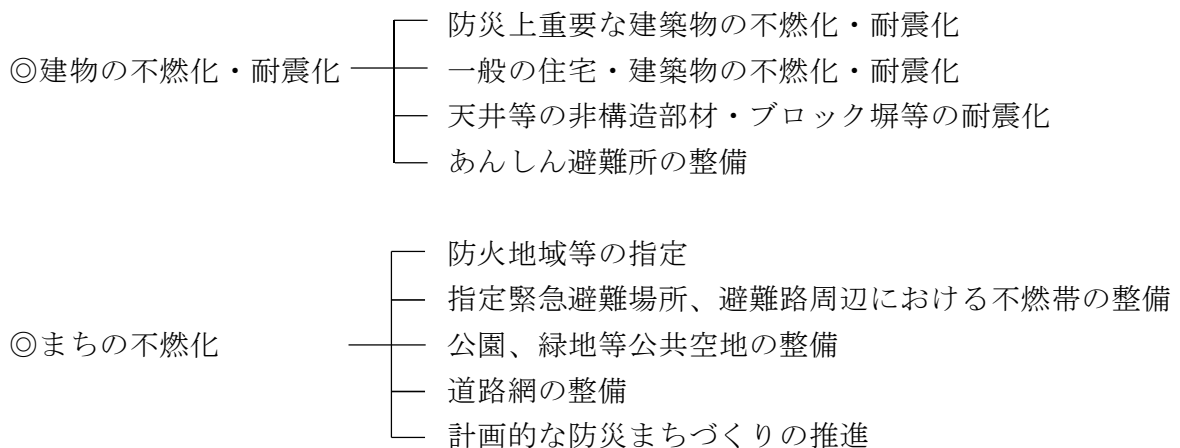 防災上重要な建築物の不燃化・耐震化
◎建物の不燃化・耐震化
一般の住宅・建築物の不燃化・耐震化
天井等の非構造部材・ブロック塀等の耐震化
あんしん避難所の整備
防火地域等の指定
指定緊急避難場所、避難路周辺における不燃帯の整備
◎まちの不燃化
公園、緑地等公共空地の整備
道路網の整備
計画的な防災まちづくりの推進